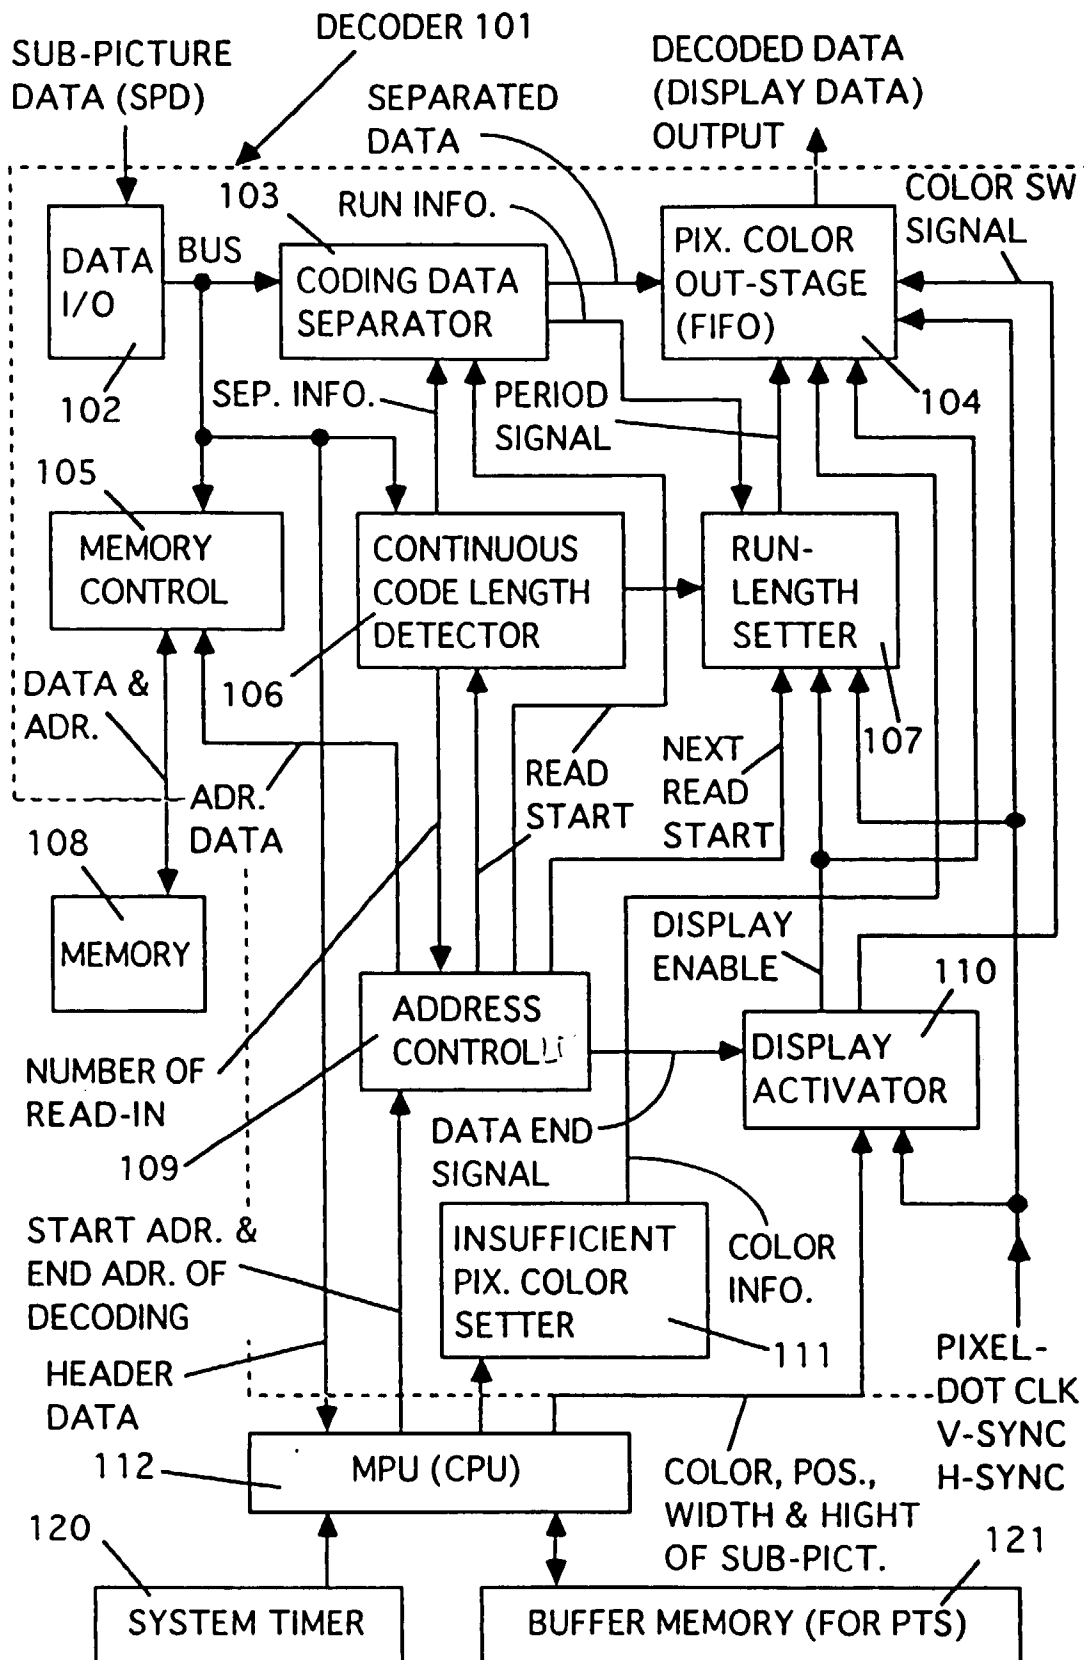 DECODER 101
SUB-PICTURE
DATA (SPD)
SEPARATED
DATA
DECODED DATA
(DISPLAY DATA)
OUTPUT
COLOR SW
SIGNAL
103
RUN INFO.
DATA
I/O
BUS
CODING DATA
SEPARATOR
PIX. COLOR
OUT-STAGE
(FIFO)
102
SEP. INFO.
PERIOD
SIGNAL
104
105
MEMORY
CONTROL
CONTINUOUS
CODE LENGTH
DETECTOR
RUN-
LENGTH
SETTER
106
107
DATA &
ADR.
ADR.
DATA
READ
START
NEXT
READ
START
108
MEMORY
DISPLAY
ENABLE
110
ADDRESS
CONTROL
DISPLAY
ACTIVATOR
NUMBER OF
READ-IN
109
DATA END
SIGNAL
START ADR. &
END ADR. OF
DECODING
INSUFFICIENT
PIX. COLOR
SETTER
COLOR
INFO.
111
HEADER
DATA
PIXEL-
DOT CLK
V-SYNC
H-SYNC
112
MPU (CPU)
COLOR, POS.,
WIDTH & HIGHT
OF SUB-PICT.
120
121
SYSTEM TIMER
BUFFER MEMORY (FOR PTS)